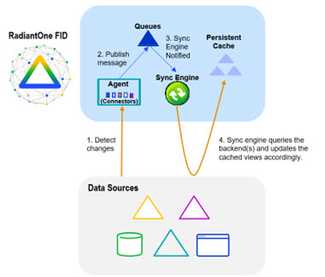 RadiantOne FID
Queues
2. Publish
message
3. Sync
Engine
Notified
Persistent
Cache
Agent
(Connectors)
Sync Engine
1. Detect
changes
4. Sync engine queries the
backend(s) and updates the
cached views accordingly.
Data Sources